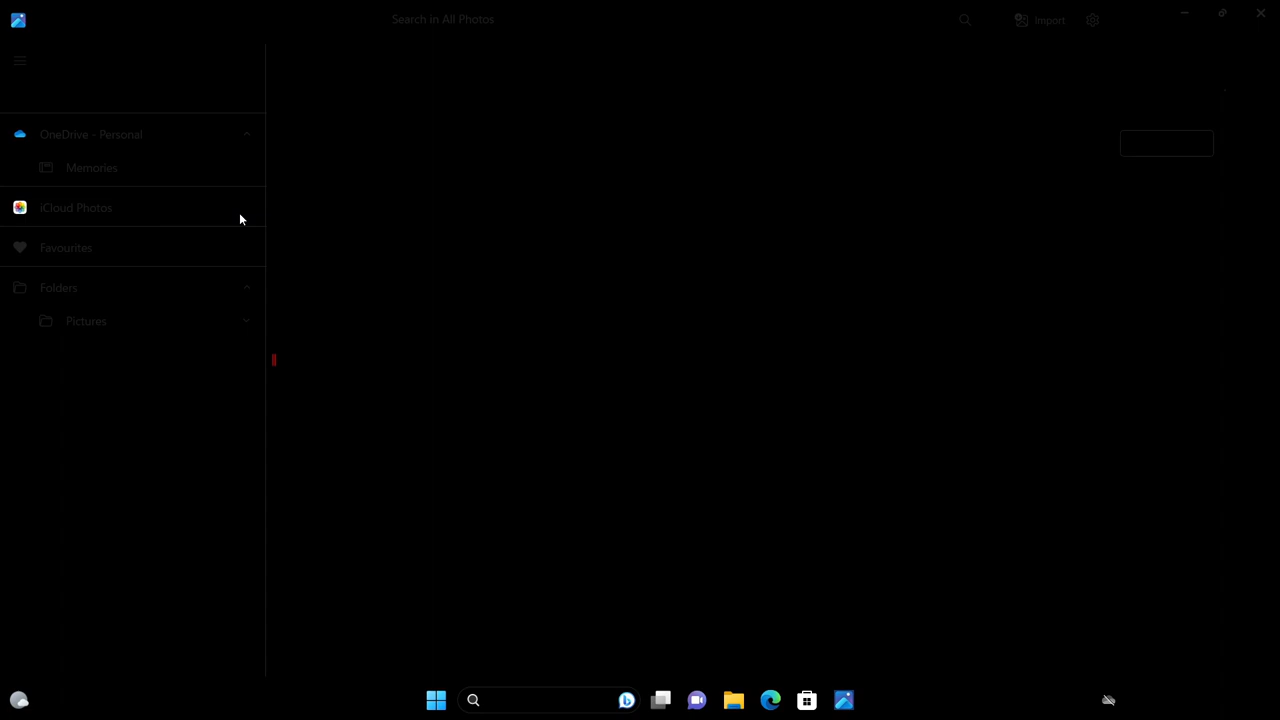 Search in All Photos
Import
OneDrive - Personal
Memories
iCloud Photos
Favourites
Folders
Pictures